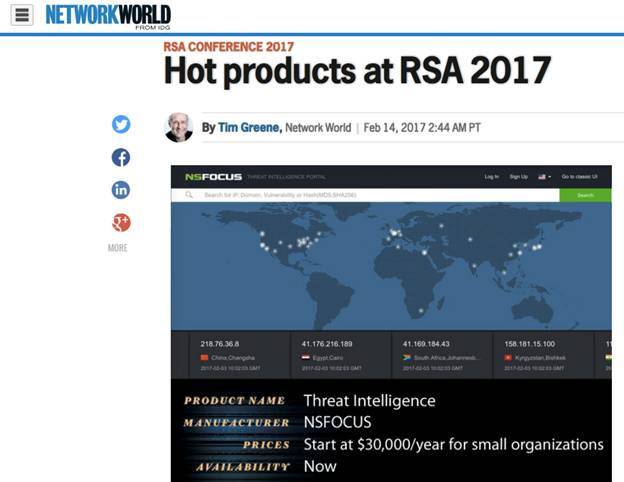 NETWORKWORLD
FROM IDG
RSA CONFERENCE 2017
Hot products at RSA 2017
By Tim Greene, Network World | Feb 14, 2017 2:44 AM PT
MORE
NSFOCUS THREAT INTELLIGENCE PORTAL Log In Sign Up Go to classic UI
Search for IP, Domain, Vulnerability or Hash(MD5,SHA256) Search
218.76.36.8 41.176.216.189 41.169.184.43 158.181.15.100 11
China,Changsha Egypt,Cairo South Africa,Johannesb... Kyrgyzstan,Bishkek
2017-02-03 10:02:03 GMT 2017-02-03 10:02:03 GMT 2017-02-03 10:02:03 GMT 2017-02-03 10:02:03 GMT
PRODUCT NAME Threat Intelligence
MANUFACTURER NSFOCUS
PRICES Start at $30,000/year for small organizations
AVAILABILITY Now